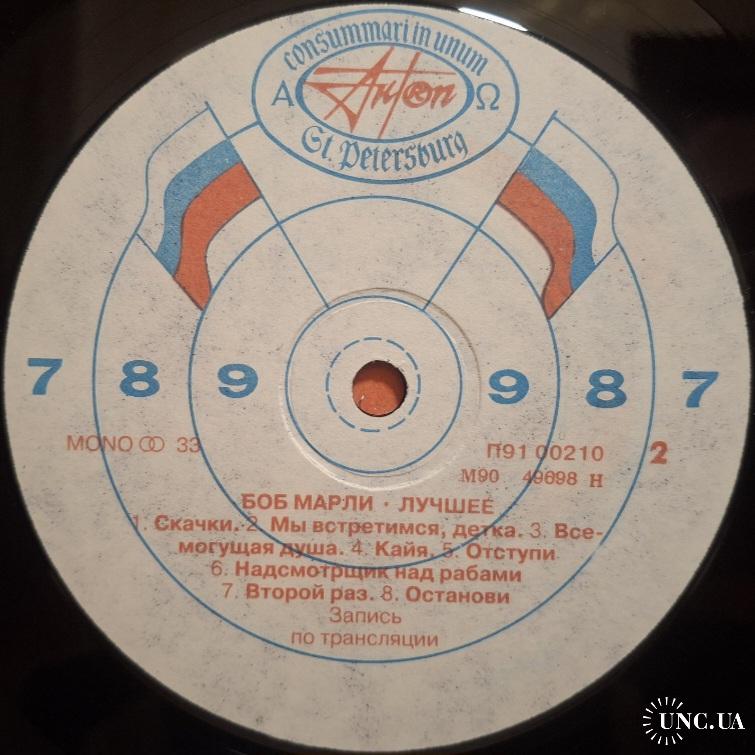 consummari in unum
Α Anton Ω
St. Petersburg
7 8 9 9 8 7
MONO 33 П91 00210 2
М90 49698 Н
БОБ МАРЛИ · ЛУЧШЕЕ
1. Скачки. 2. Мы встретимся, детка. 3. Все-
могущая душа. 4. Кайя. 5. Отступи
6. Надсмотрщик над рабами
7. Второй раз. 8. Останови
Запись
по трансляции
UNC.UA